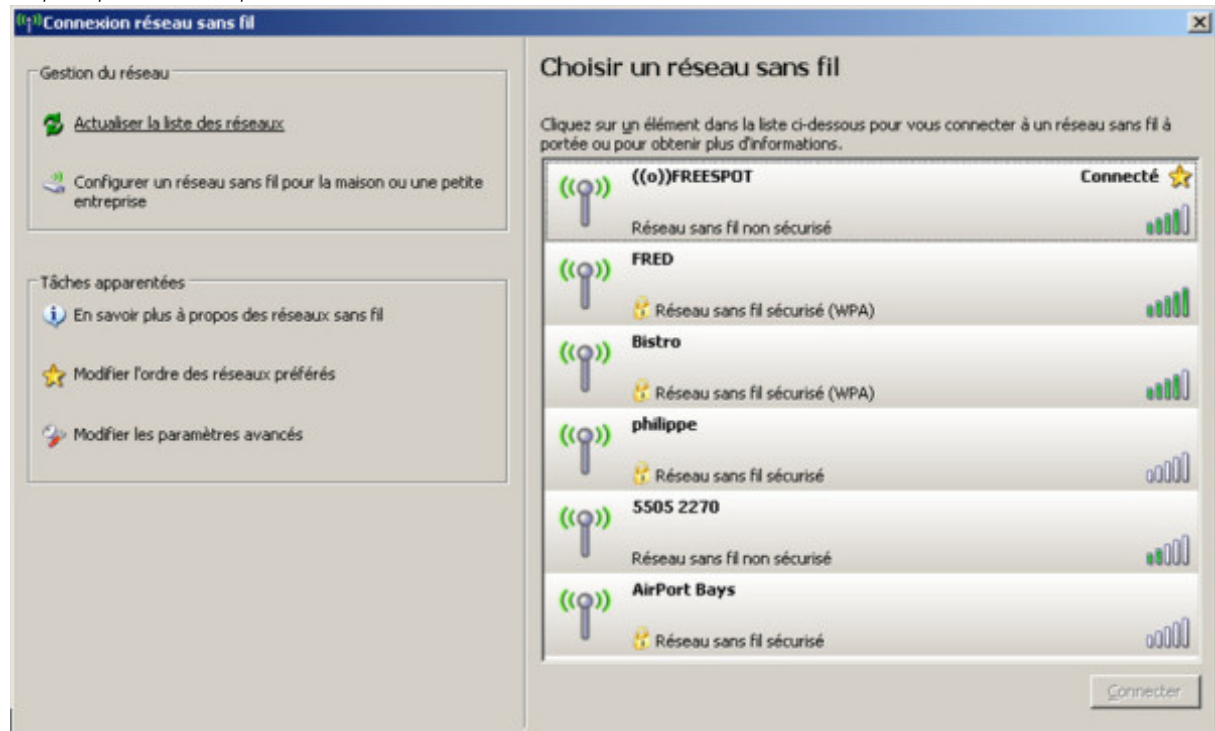 Connexion réseau sans fil
Gestion du réseau
Actualiser la liste des réseaux
Configurer un réseau sans fil pour la maison ou une petite
entreprise
Tâches apparentées
En savoir plus à propos des réseaux sans fil
Modifier l'ordre des réseaux préférés
Modifier les paramètres avancés
Choisir un réseau sans fil
Cliquez sur un élément dans la liste ci-dessous pour vous connecter à un réseau sans fil à
portée ou pour obtenir plus d'informations.
((o))FREESPOT Connecté
Réseau sans fil non sécurisé
FRED
Réseau sans fil sécurisé (WPA)
Bistro
Réseau sans fil sécurisé (WPA)
philippe
Réseau sans fil sécurisé
5505 2270
Réseau sans fil non sécurisé
AirPort Bays
Réseau sans fil sécurisé
Connecter